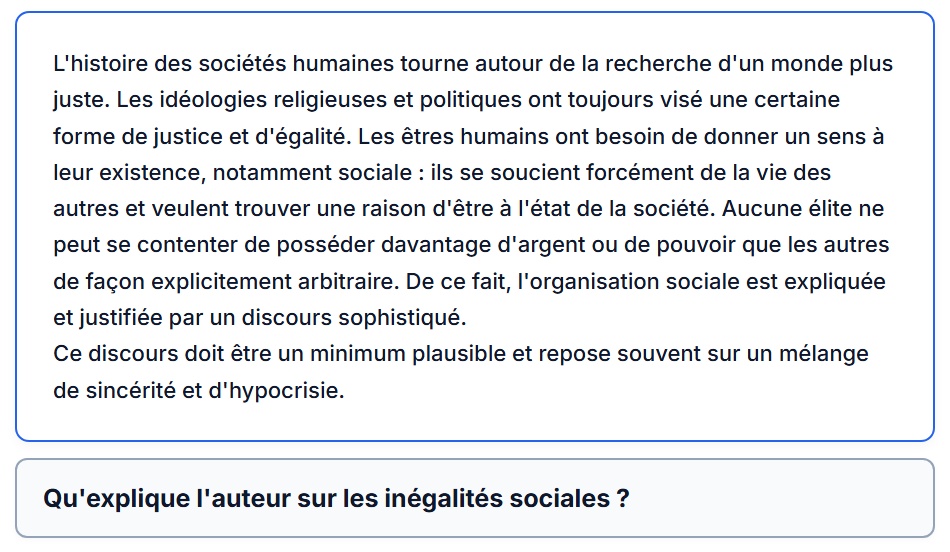 L'histoire des sociétés humaines tourne autour de la recherche d'un monde plus
juste. Les idéologies religieuses et politiques ont toujours visé une certaine
forme de justice et d'égalité. Les êtres humains ont besoin de donner un sens à
leur existence, notamment sociale : ils se soucient forcément de la vie des
autres et veulent trouver une raison d'être à l'état de la société. Aucune élite ne
peut se contenter de posséder davantage d'argent ou de pouvoir que les autres
de façon explicitement arbitraire. De ce fait, l'organisation sociale est expliquée
et justifiée par un discours sophistiqué.
Ce discours doit être un minimum plausible et repose souvent sur un mélange
de sincérité et d'hypocrisie.
Qu'explique l'auteur sur les inégalités sociales ?